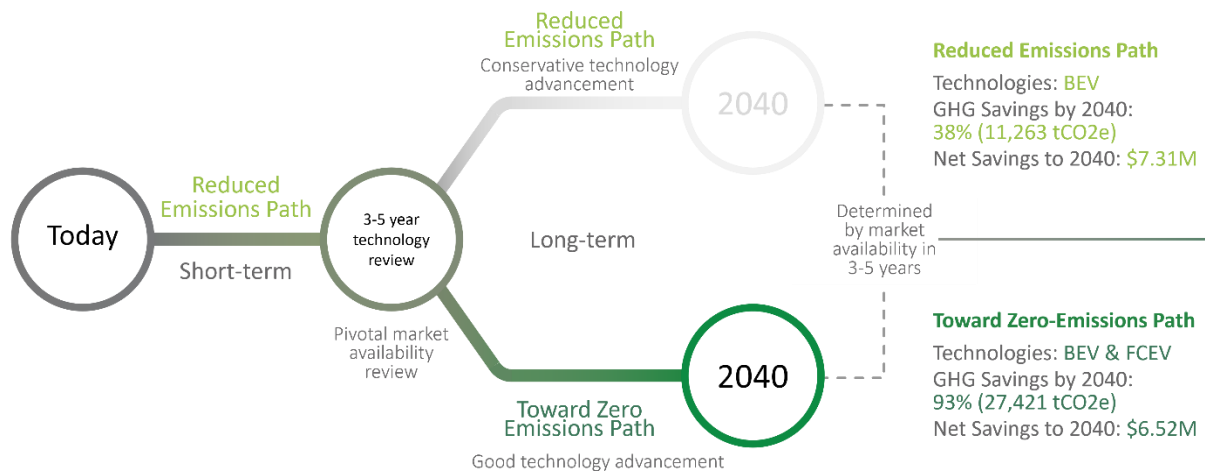 Today
Reduced
Emissions Path
Short-term
3-5 year
technology
review
Pivotal market
availability
review
Reduced
Emissions Path
Conservative technology
advancement
2040
Long-term
Toward Zero
Emissions Path
Good technology advancement
2040
Determined
by market
availability in
3-5 years
Reduced Emissions Path
Technologies: BEV
GHG Savings by 2040:
38% (11,263 tCO2e)
Net Savings to 2040: $7.31M
Toward Zero-Emissions Path
Technologies: BEV & FCEV
GHG Savings by 2040:
93% (27,421 tCO2e)
Net Savings to 2040: $6.52M